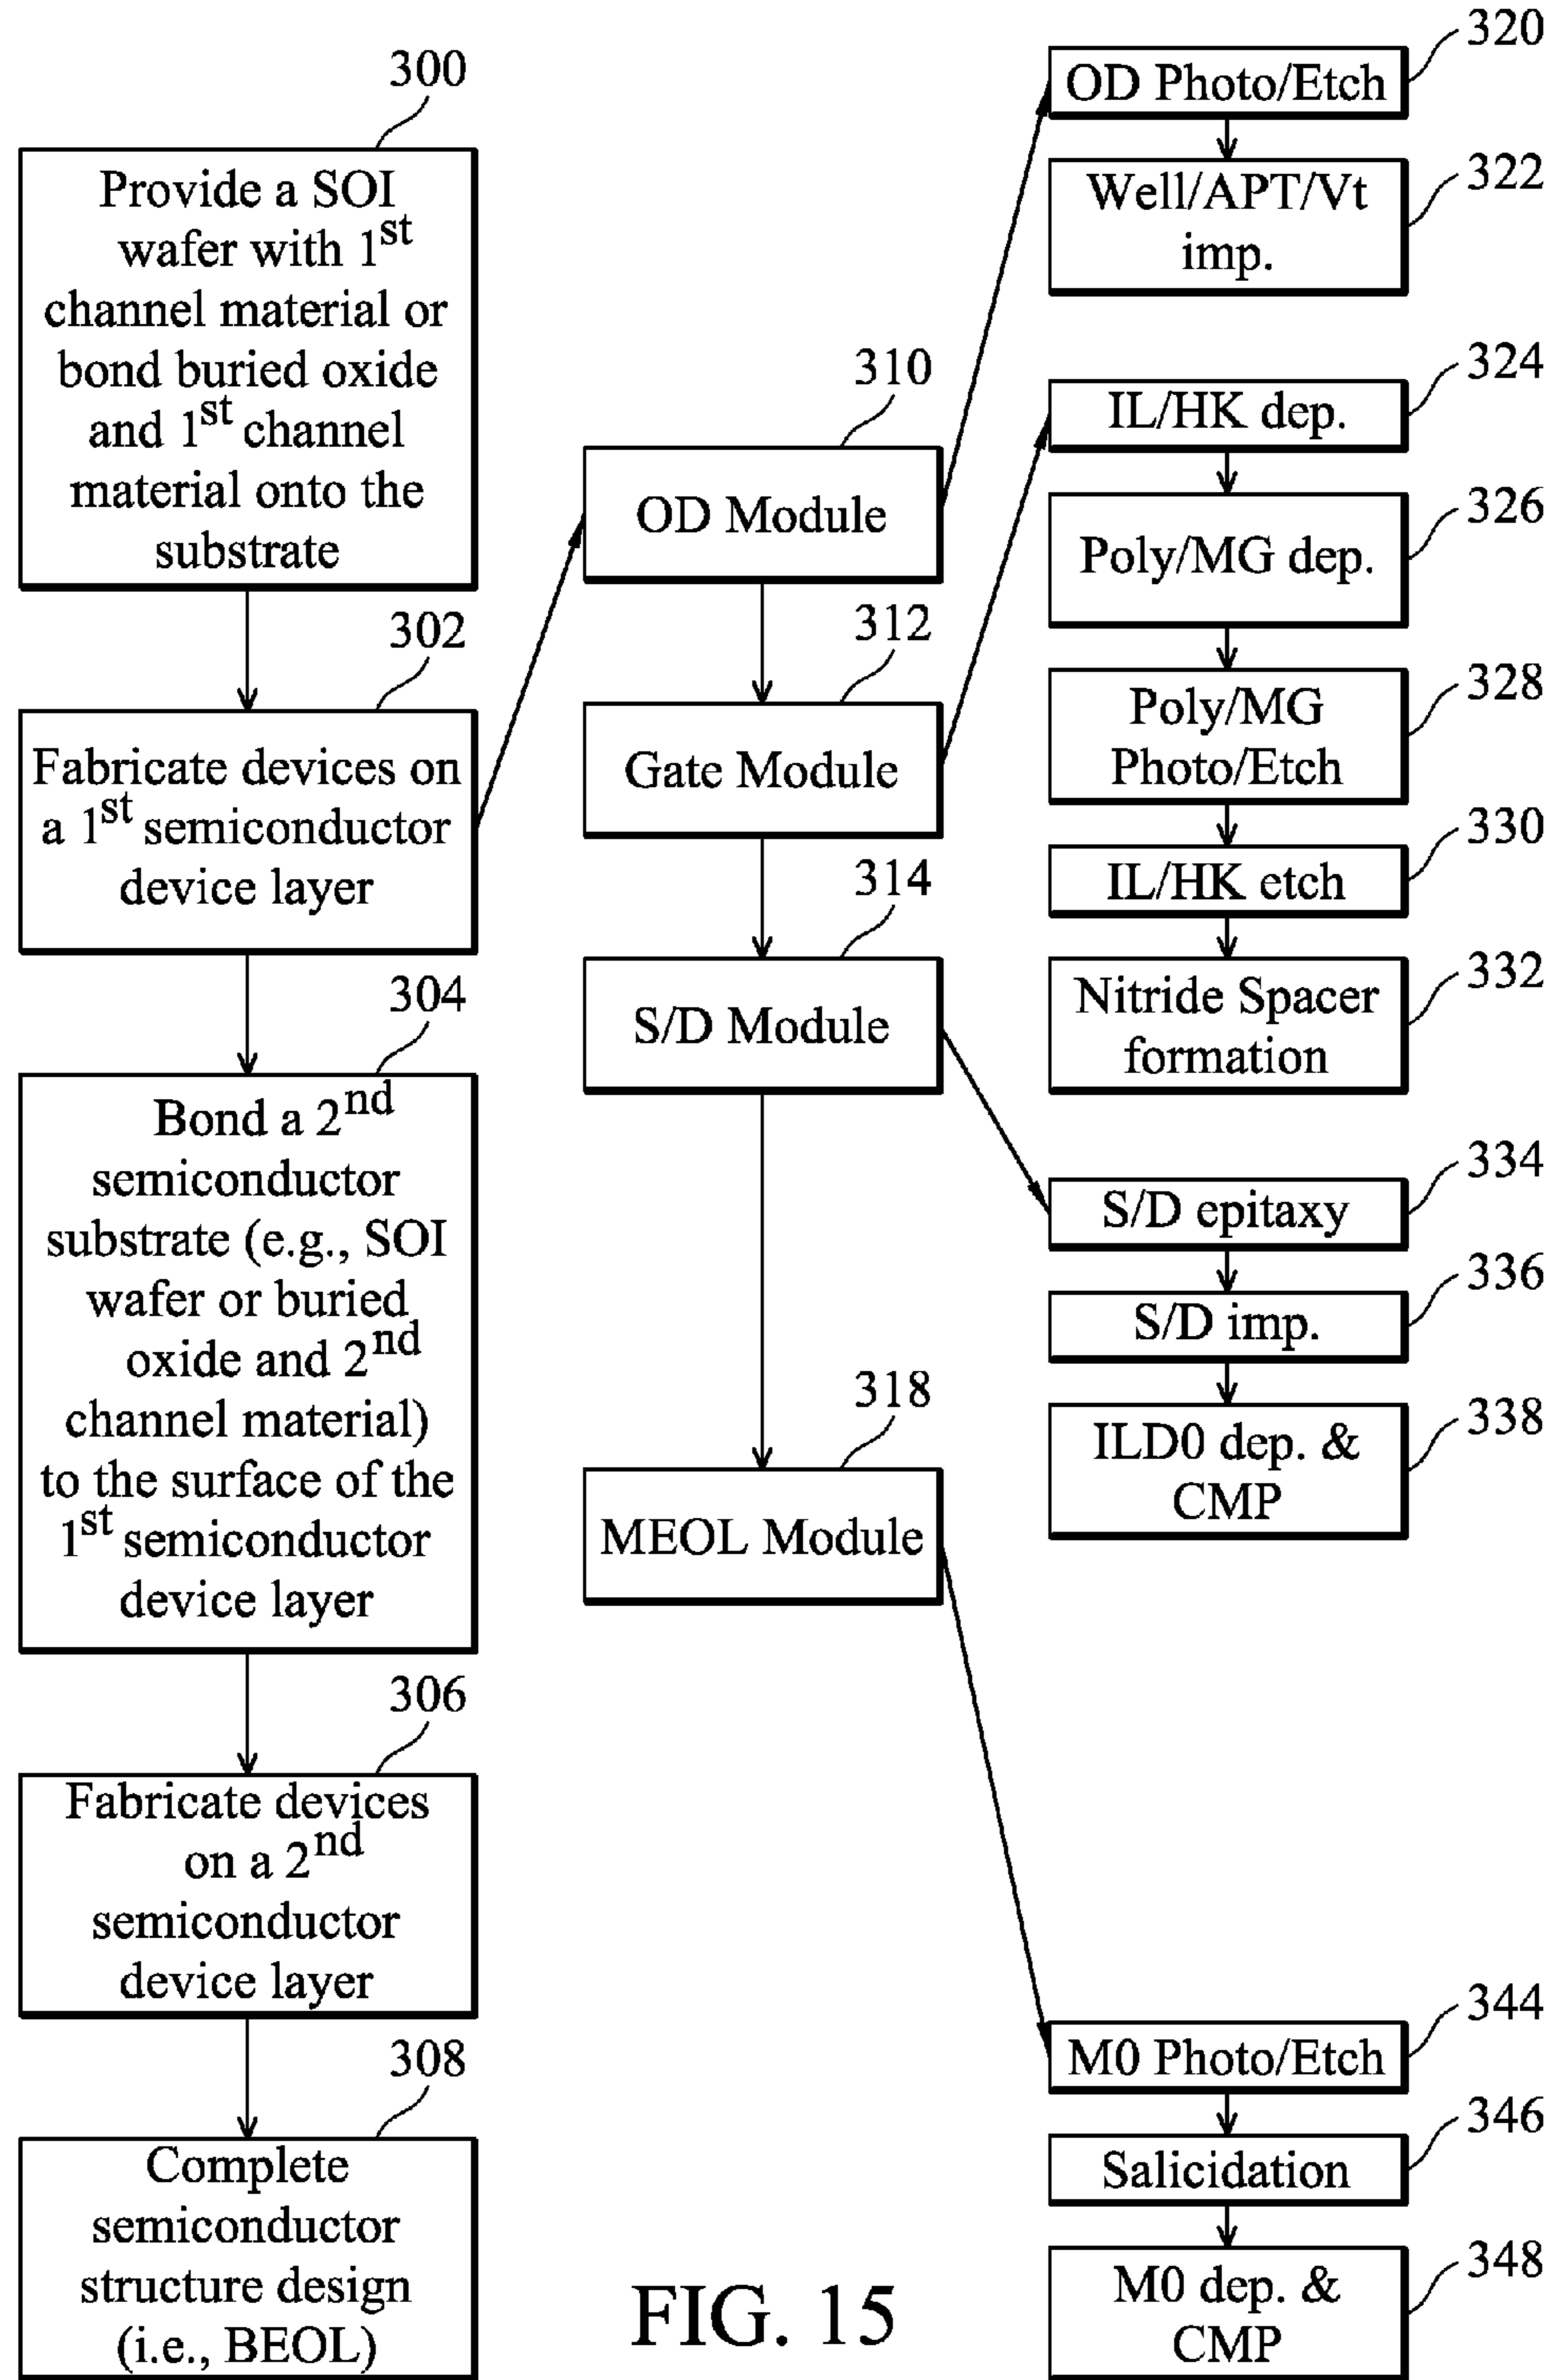 300
Provide a SOI
wafer with 1st
channel material or
bond buried oxide
and 1st channel
material onto the
substrate
302
Fabricate devices on
a 1st semiconductor
device layer
304
Bond a 2nd
semiconductor
substrate (e.g., SOI
wafer or buried
oxide and 2nd
channel material)
to the surface of the
1st semiconductor
device layer
306
Fabricate devices
on a 2nd
semiconductor
device layer
308
Complete
semiconductor
structure design
(i.e., BEOL)
310
OD Module
312
Gate Module
314
S/D Module
318
MEOL Module
320
OD Photo/Etch
322
Well/APT/Vt
imp.
324
IL/HK dep.
326
Poly/MG dep.
328
Poly/MG
Photo/Etch
330
IL/HK etch
332
Nitride Spacer
formation
334
S/D epitaxy
336
S/D imp.
338
ILD0 dep. &
CMP
344
M0 Photo/Etch
346
Salicidation
348
M0 dep. &
CMP
FIG. 15